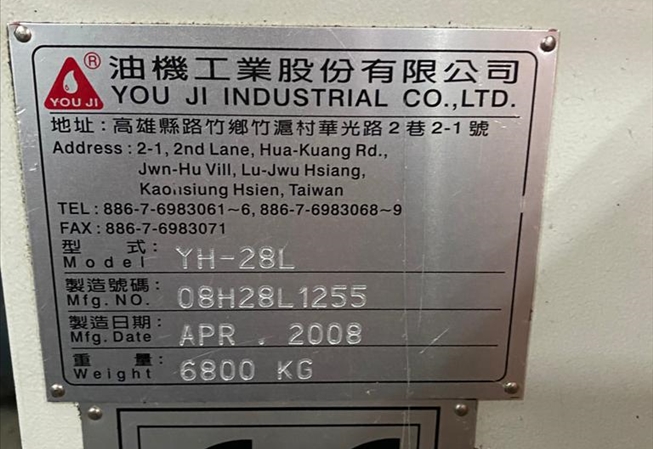 ® 油機工業股份有限公司
YOU JI YOU JI INDUSTRIAL CO.,LTD.
地址：高雄縣路竹鄉竹滬村華光路2巷2-1號
Address : 2-1, 2nd Lane, Hua-Kuang Rd.,
Jwn-Hu Vill, Lu-Jwu Hsiang,
Kaohsiung Hsien, Taiwan
TEL : 886-7-6983061~6, 886-7-6983068~9
FAX : 886-7-6983071
型 式：
Model YH-28L
製造號碼：
Mfg. NO. 08H28L1255
製造日期：
Mfg. Date APR . 2008
重 量：
Weight 6800 KG